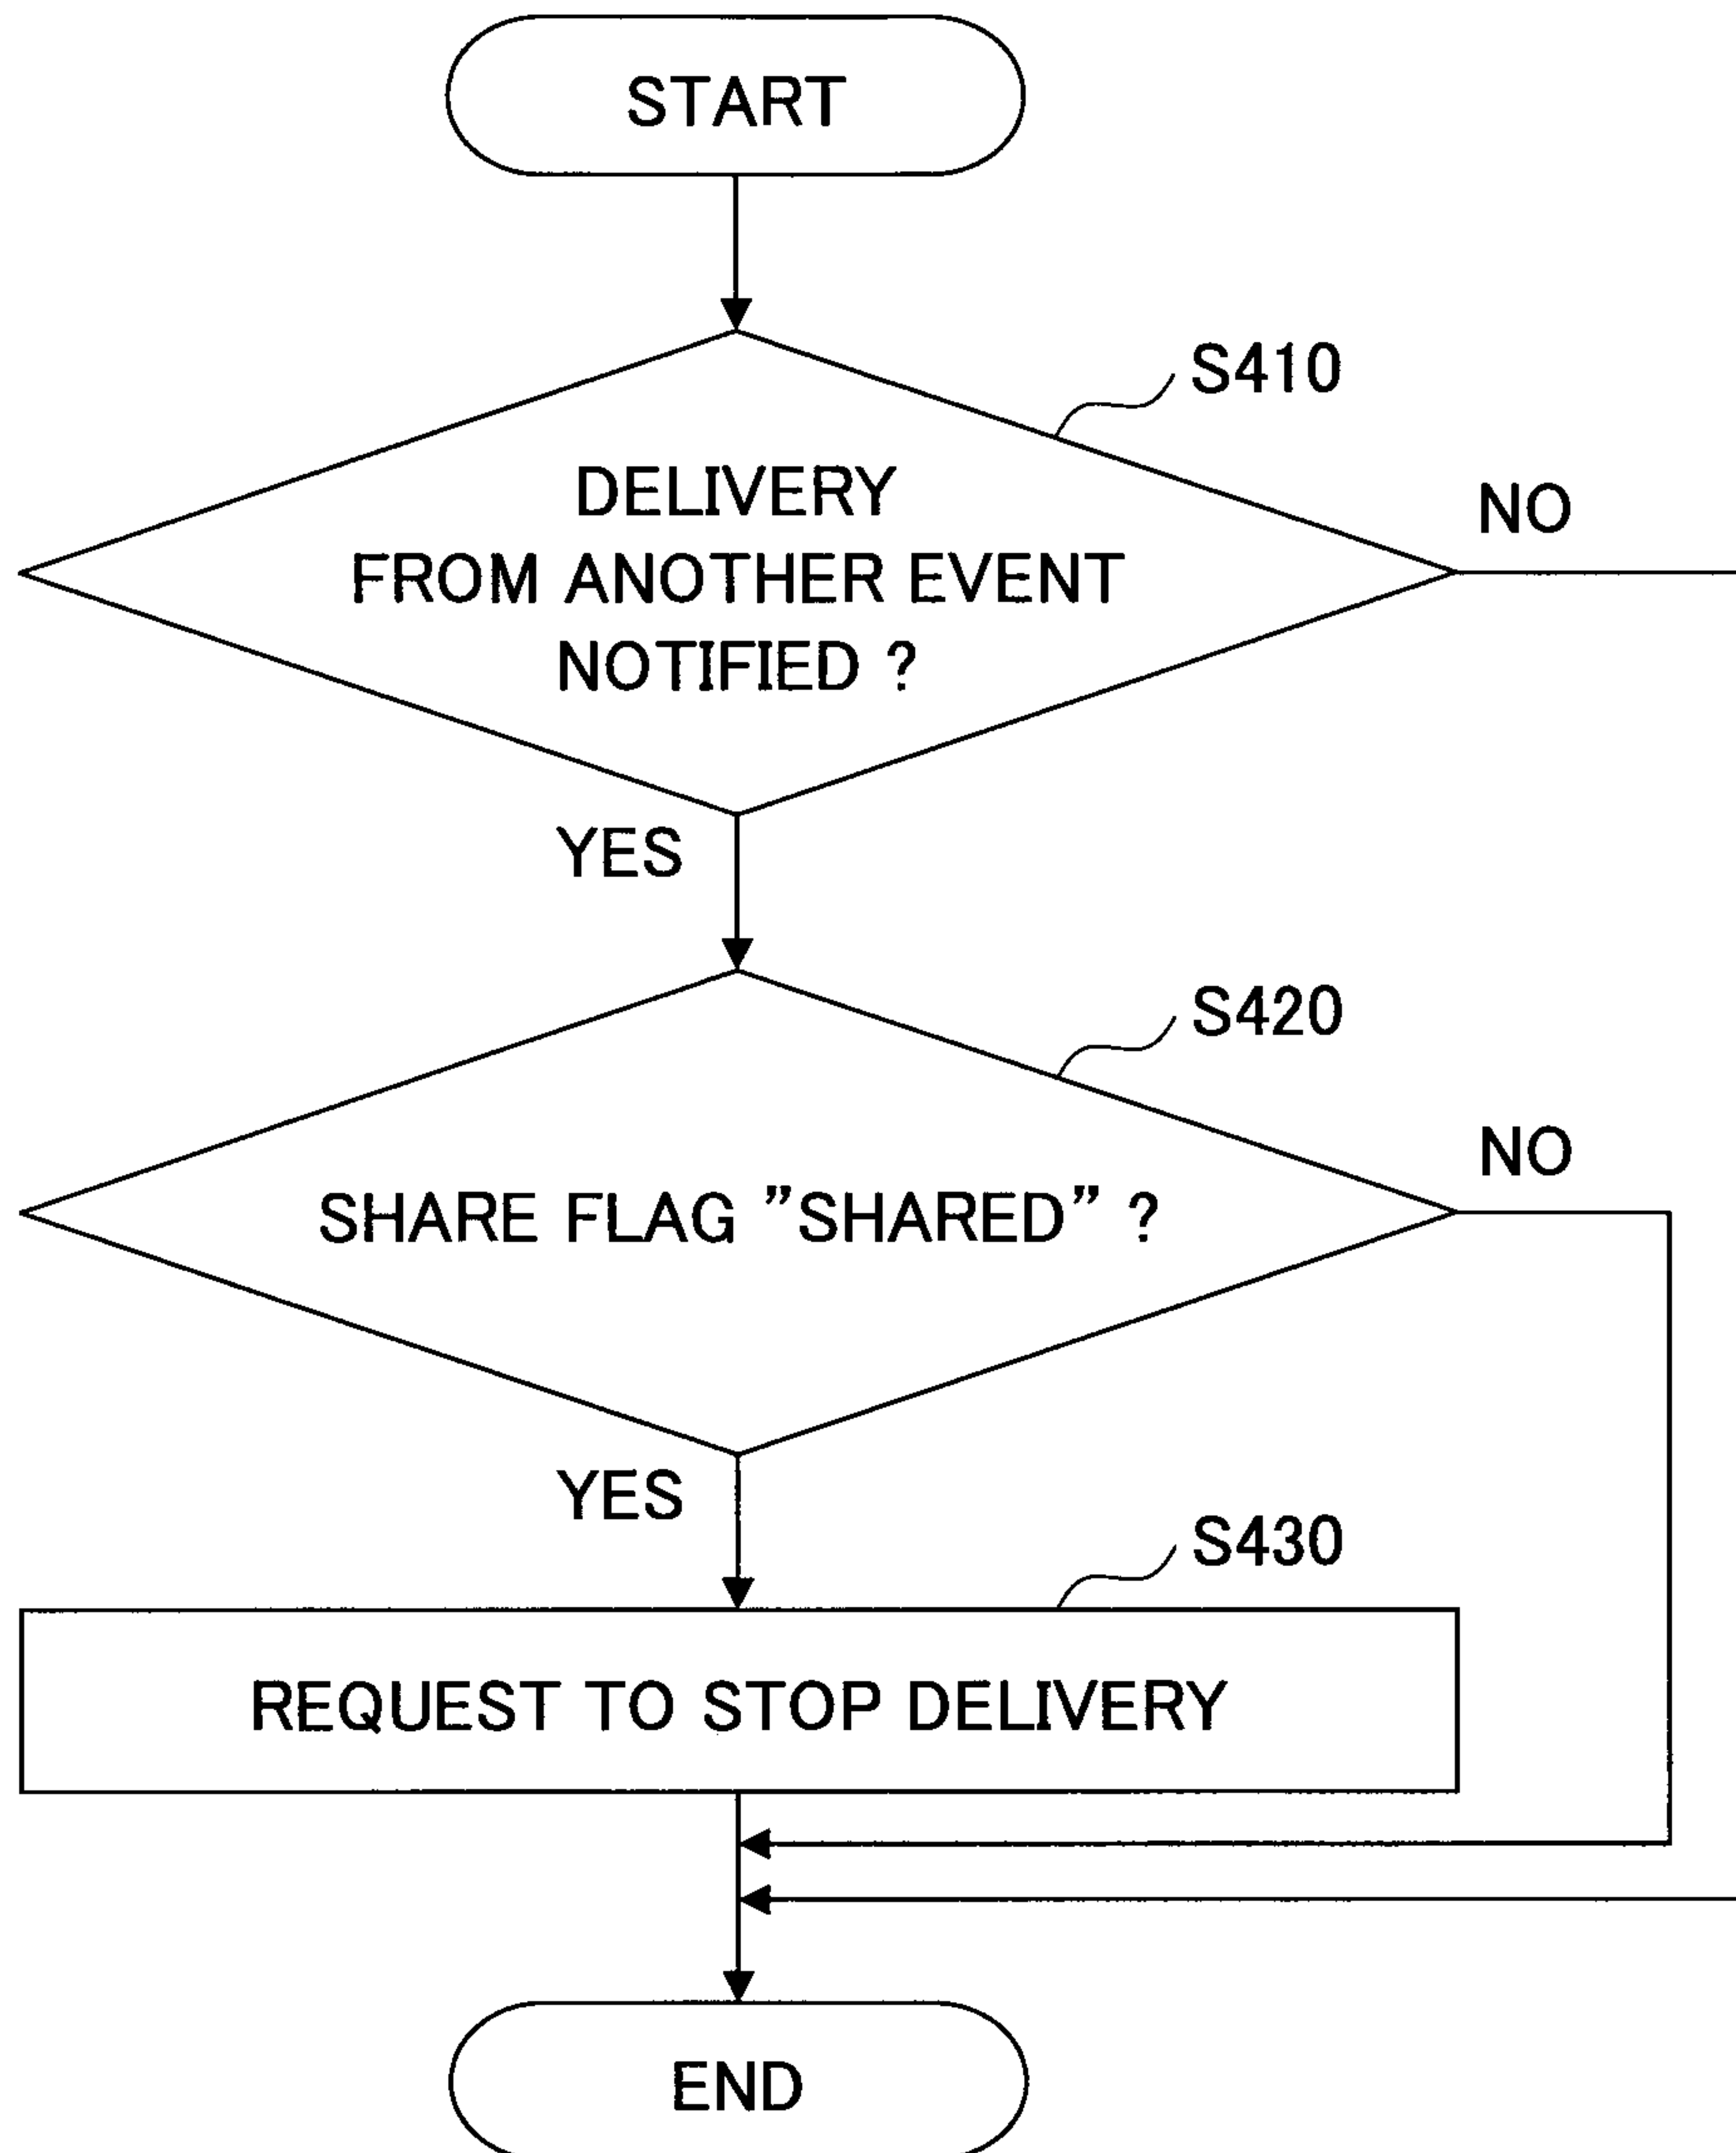 START
S410
DELIVERY
FROM ANOTHER EVENT
NOTIFIED ?
NO
YES
S420
SHARE FLAG ”SHARED” ?
NO
YES
S430
REQUEST TO STOP DELIVERY
END